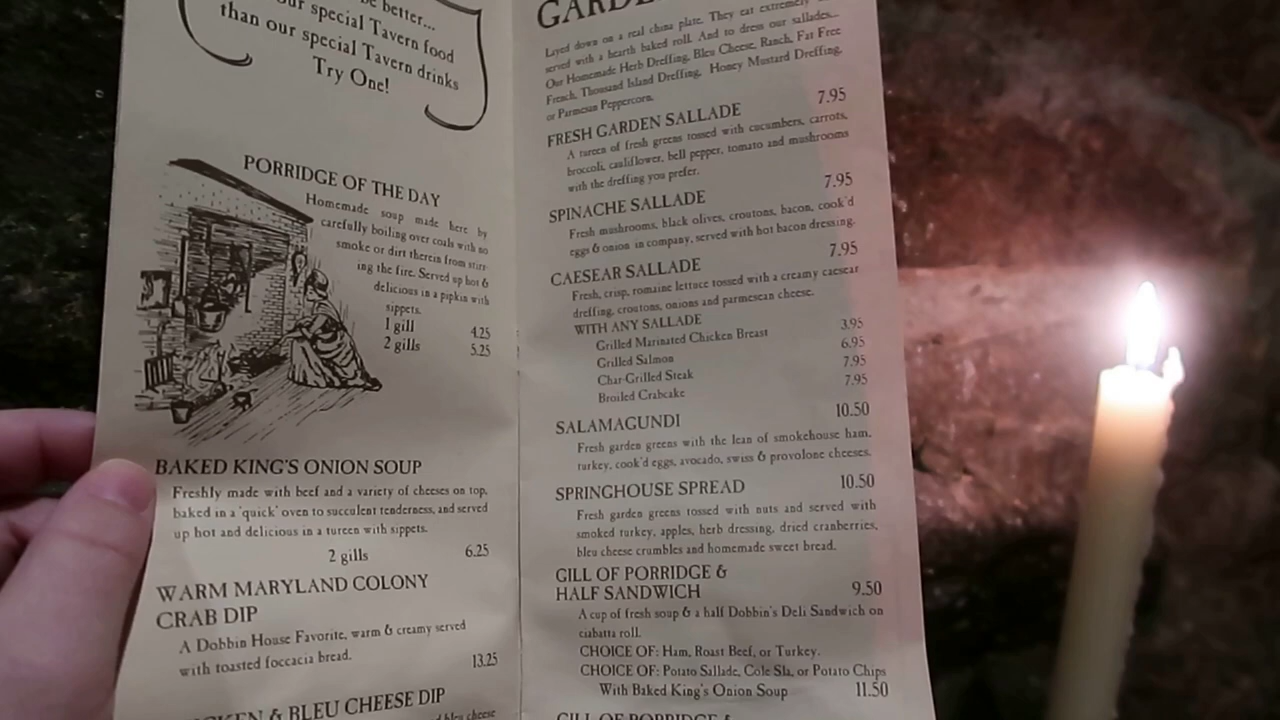 be better...
our special Tavern food
than our special Tavern drinks
Try One!
PORRIDGE OF THE DAY
Homemade soup made here by
carefully boiling over coals with no
smoke or dirt therein from stirr-
ing the fire. Served up hot &
delicious in a pipkin with
sippets.
1 gill 4.25
2 gills 5.25
BAKED KING'S ONION SOUP
Freshly made with beef and a variety of cheeses on top,
baked in a 'quick' oven to succulent tenderness, and served
up hot and delicious in a tureen with sippets.
2 gills 6.25
WARM MARYLAND COLONY
CRAB DIP
A Dobbin House Favorite, warm & creamy served
with toasted foccacia bread.
13.25
& BLEU CHEESE DIP
bleu cheese
Layed down on a real china plate. They eat extremely
served with a hearth baked roll. And to dress our sallades...
Our Homemade Herb Dreffing, Bleu Cheese, Ranch, Fat Free
French, Thousand Island Dreffing, Honey Mustard Dreffing,
or Parmesan Peppercorn.
FRESH GARDEN SALLADE 7.95
A tureen of fresh greens tossed with cucumbers, carrots,
broccoli, cauliflower, bell pepper, tomato and mushrooms
with the dreffing you prefer.
SPINACHE SALLADE 7.95
Fresh mushrooms, black olives, croutons, bacon, cook'd
eggs & onion in company, served with hot bacon dressing.
CAESEAR SALLADE 7.95
Fresh, crisp, romaine lettuce tossed with a creamy caesear
dreffing, croutons, onions and parmesean cheese.
WITH ANY SALLADE
Grilled Marinated Chicken Breast 3.95
Grilled Salmon 6.95
Char-Grilled Steak 7.95
Broiled Crabcake 7.95
SALAMAGUNDI 10.50
Fresh garden greens with the lean of smokehouse ham,
turkey, cook'd eggs, avocado, swiss & provolone cheeses.
SPRINGHOUSE SPREAD 10.50
Fresh garden greens tossed with nuts and served with
smoked turkey, apples, herb dressing, dried cranberries,
bleu cheese crumbles and homemade sweet bread.
GILL OF PORRIDGE &
HALF SANDWICH 9.50
A cup of fresh soup & a half Dobbin's Deli Sandwich on
ciabatta roll.
CHOICE OF: Ham, Roast Beef, or Turkey.
CHOICE OF: Potato Sallade, Cole Sla, or Potato Chips
With Baked King's Onion Soup 11.50
GILL OF PORRIDGE &